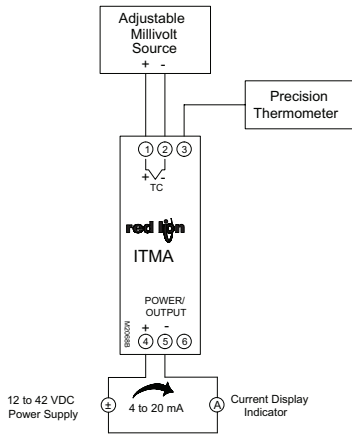 Adjustable
Millivolt
Source
+ -
Precision
Thermometer
1 2 3
+ -
TC
red lion
ITMA
POWER/
OUTPUT
M2068B
+ -
4 5 6
12 to 42 VDC
Power Supply
±
4 to 20 mA
A
Current Display
Indicator